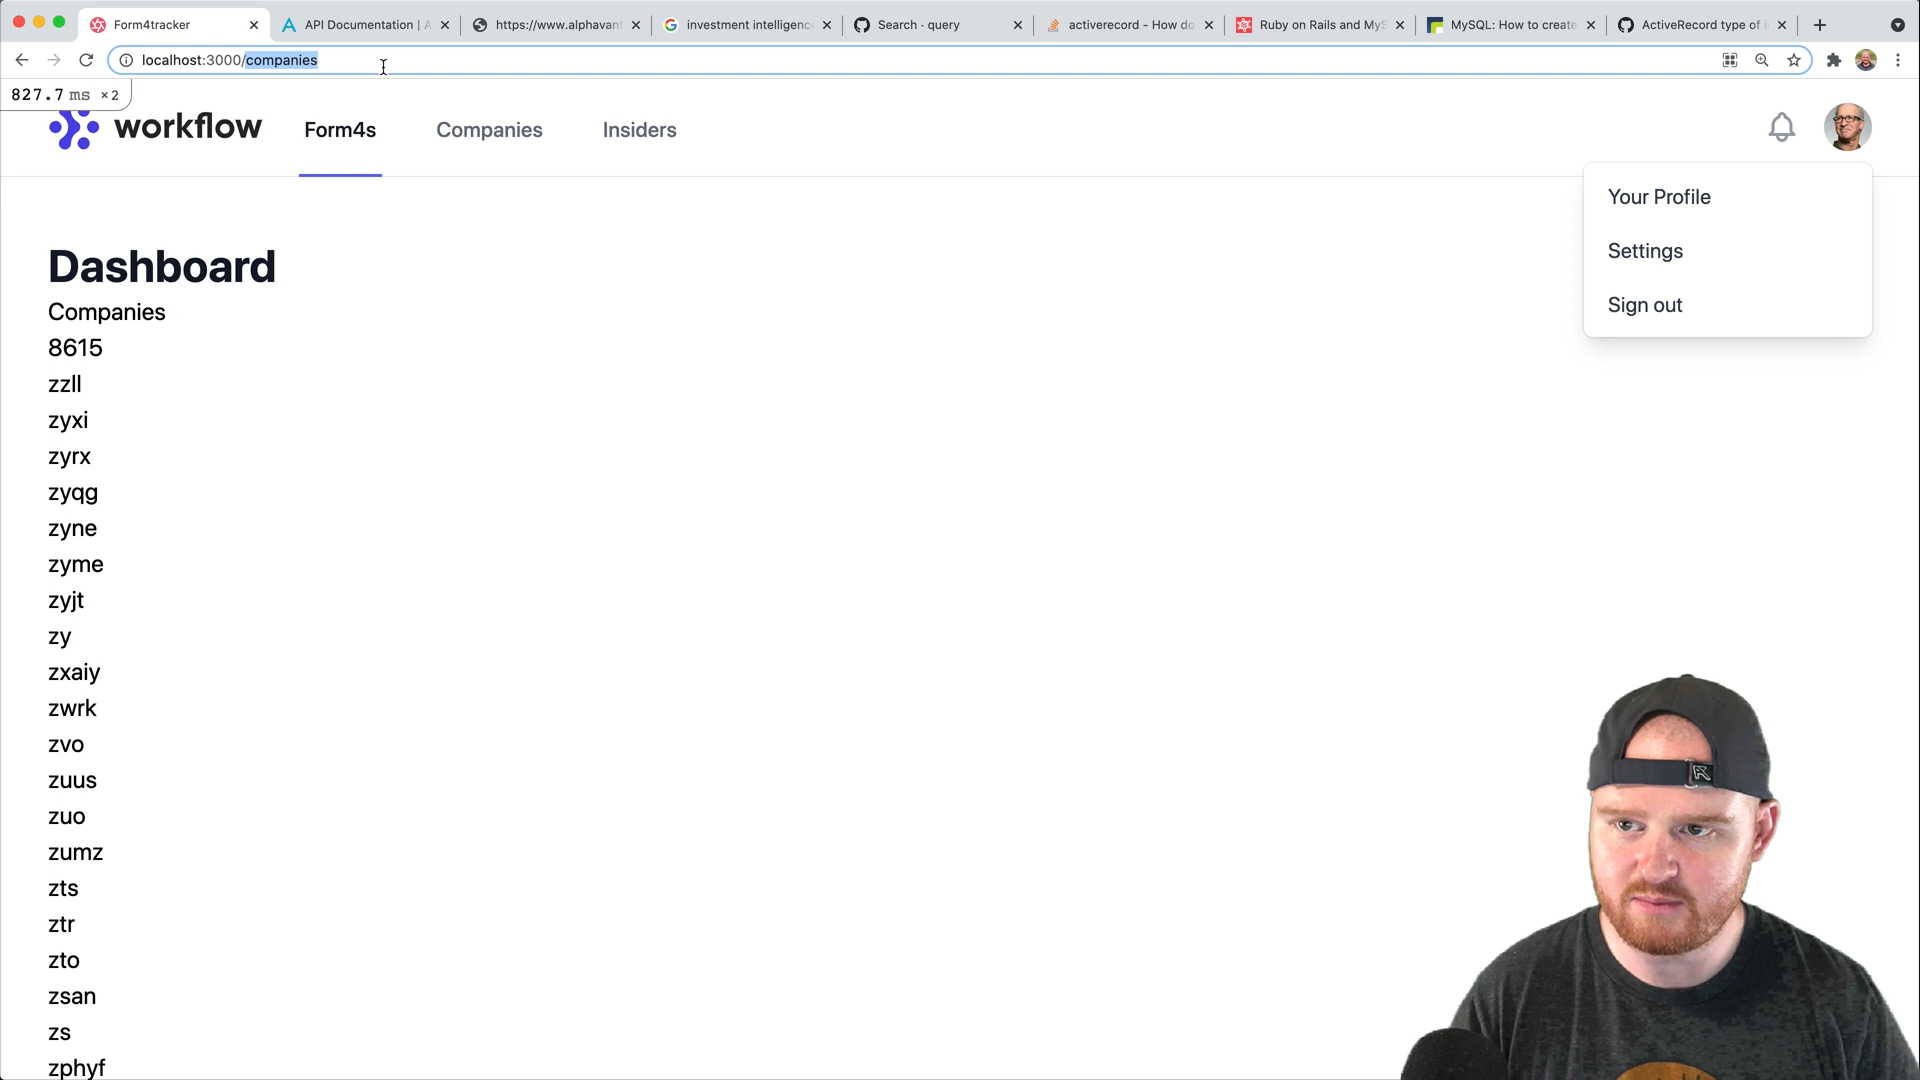 Form4tracker
API Documentation | A
https://www.alphavant
investment intelligenc
Search · query
activerecord - How do
Ruby on Rails and MyS
MySQL: How to create
ActiveRecord type of i
localhost:3000/companies
827.7 ms ×2
workflow
Form4s
Companies
Insiders
Your Profile
Settings
Sign out
Dashboard
Companies
8615
zzll
zyxi
zyrx
zyqg
zyne
zyme
zyjt
zy
zxaiy
zwrk
zvo
zuus
zuo
zumz
zts
ztr
zto
zsan
zs
zphyf